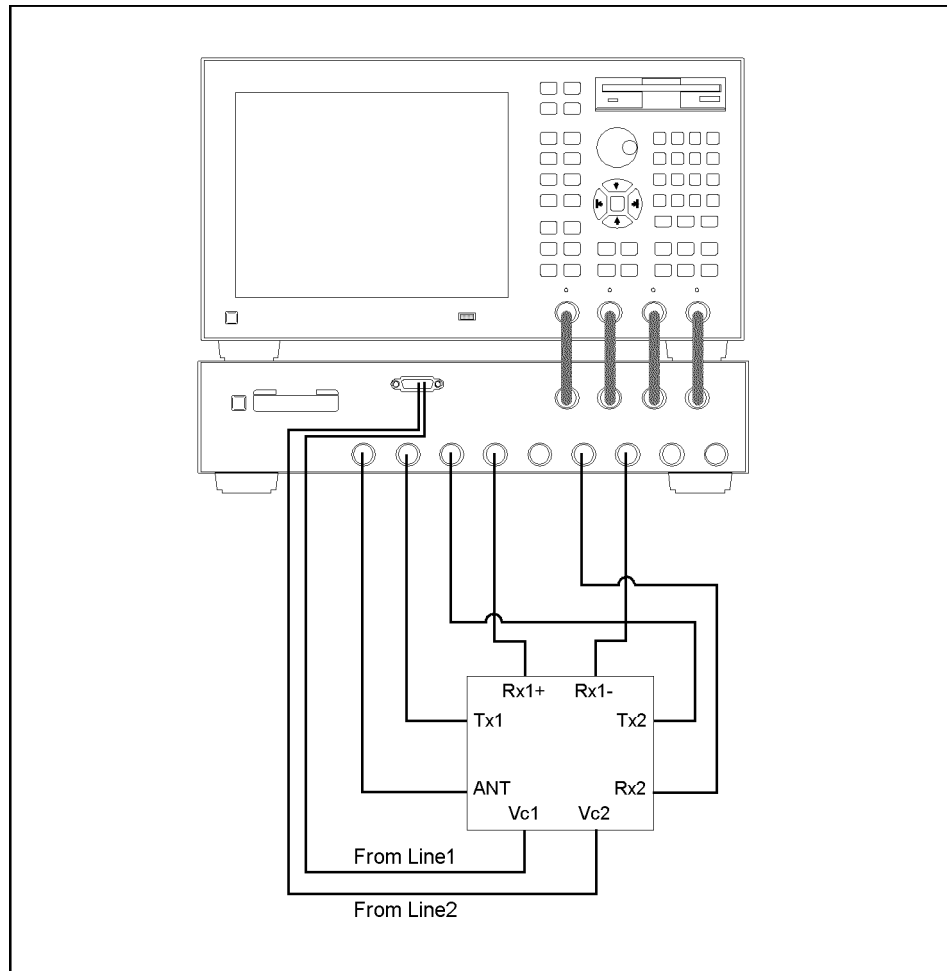 Rx1+ Rx1-
Tx1 Tx2
ANT Rx2
Vc1 Vc2
From Line1
From Line2